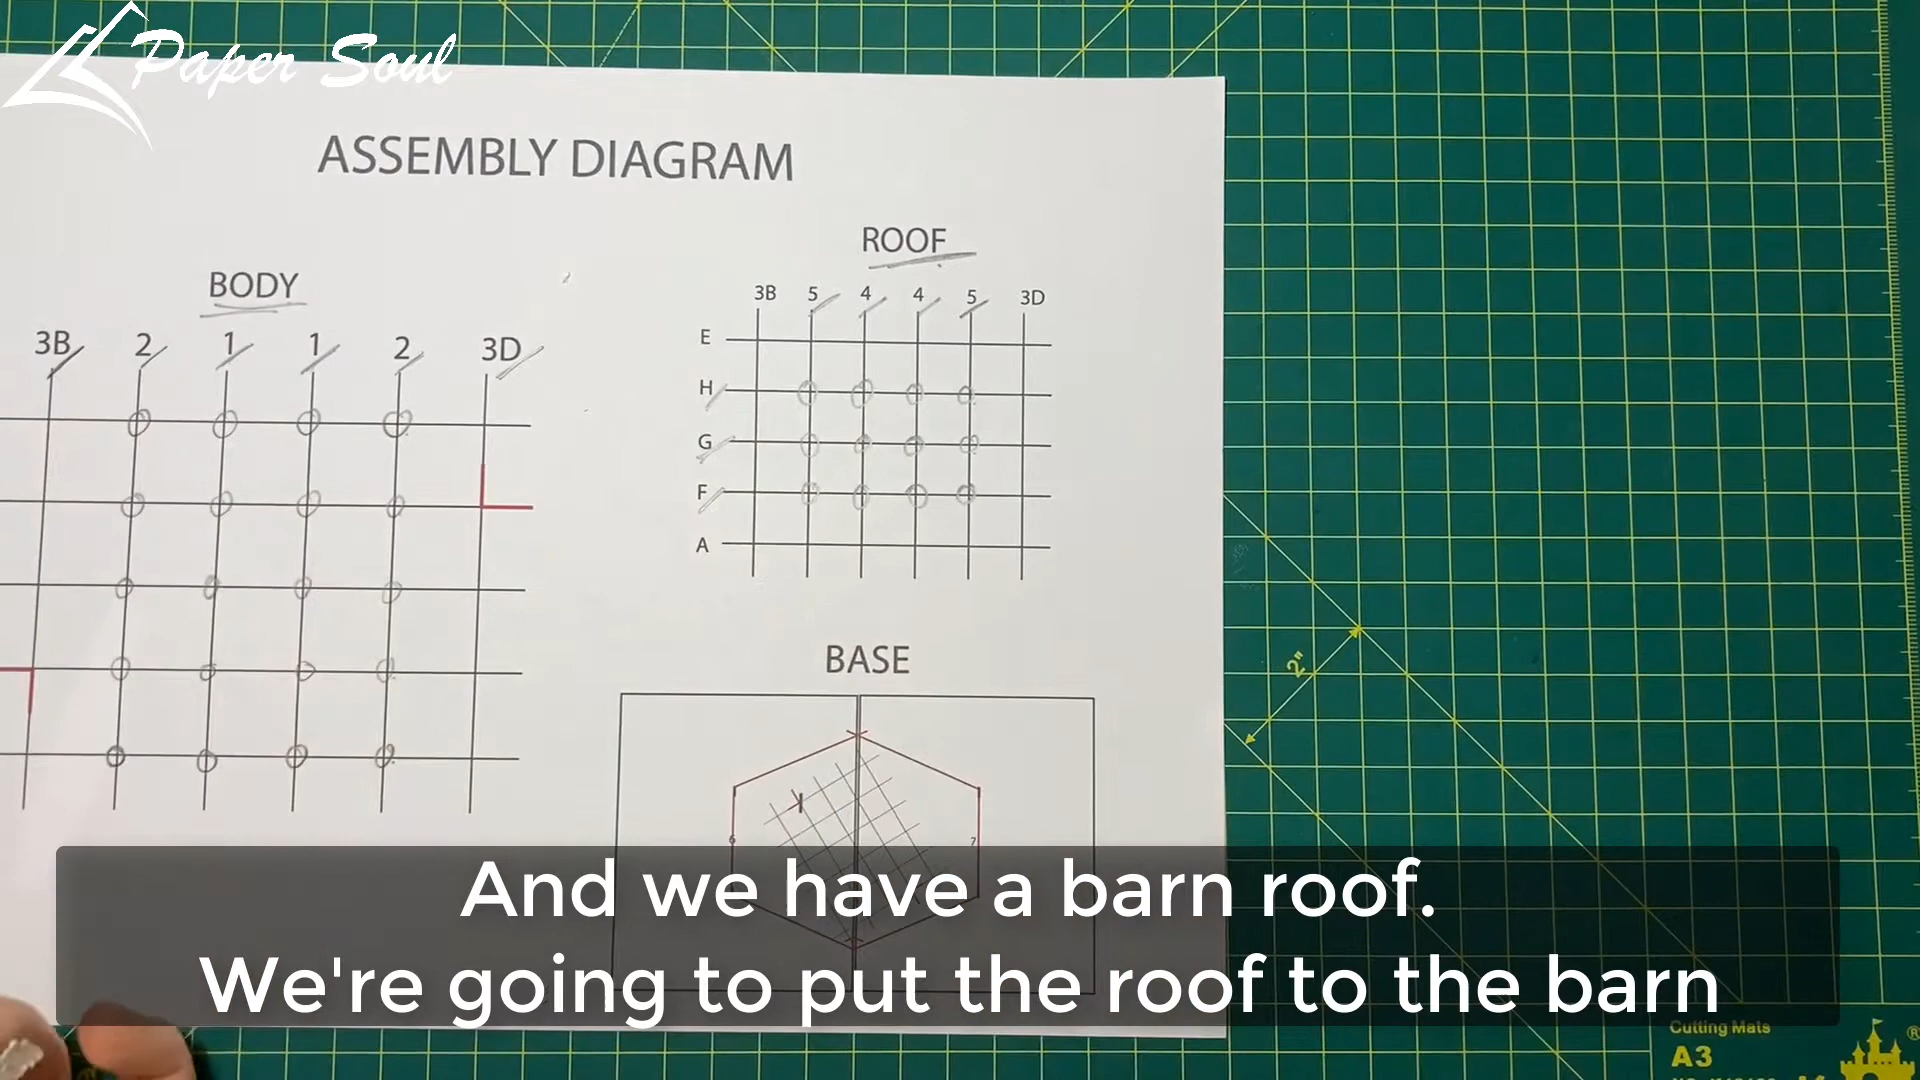 Paper Soul
ASSEMBLY DIAGRAM
BODY
3B 2 1 1 2 3D
ROOF
3B 5 4 4 5 3D
E
H
G
F
A
BASE
6 7
2"
And we have a barn roof.
We're going to put the roof to the barn
Cutting Mats
®
A3